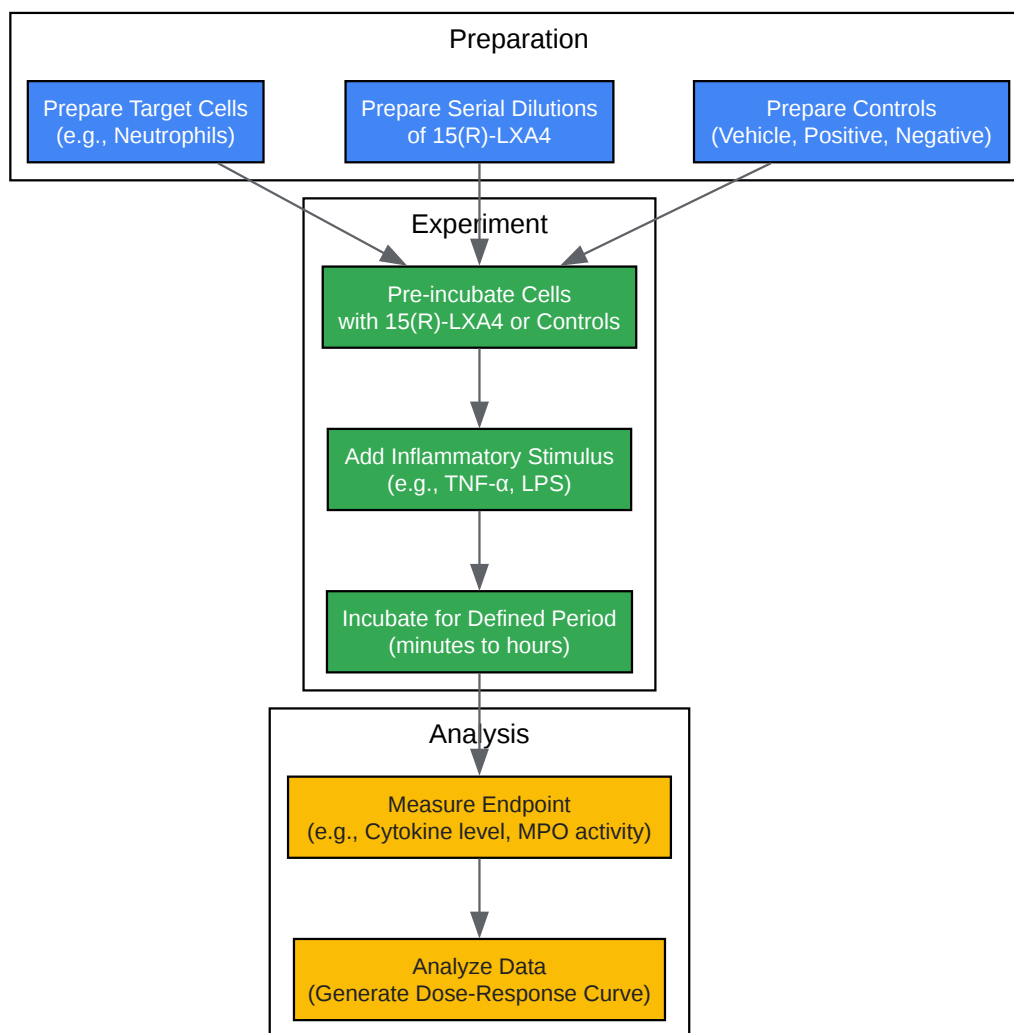 Preparation
Prepare Target Cells
(e.g., Neutrophils)
Prepare Serial Dilutions
of 15(R)-LXA4
Prepare Controls
(Vehicle, Positive, Negative)
Experiment
Pre-incubate Cells
with 15(R)-LXA4 or Controls
Add Inflammatory Stimulus
(e.g., TNF-α, LPS)
Incubate for Defined Period
(minutes to hours)
Analysis
Measure Endpoint
(e.g., Cytokine level, MPO activity)
Analyze Data
(Generate Dose-Response Curve)